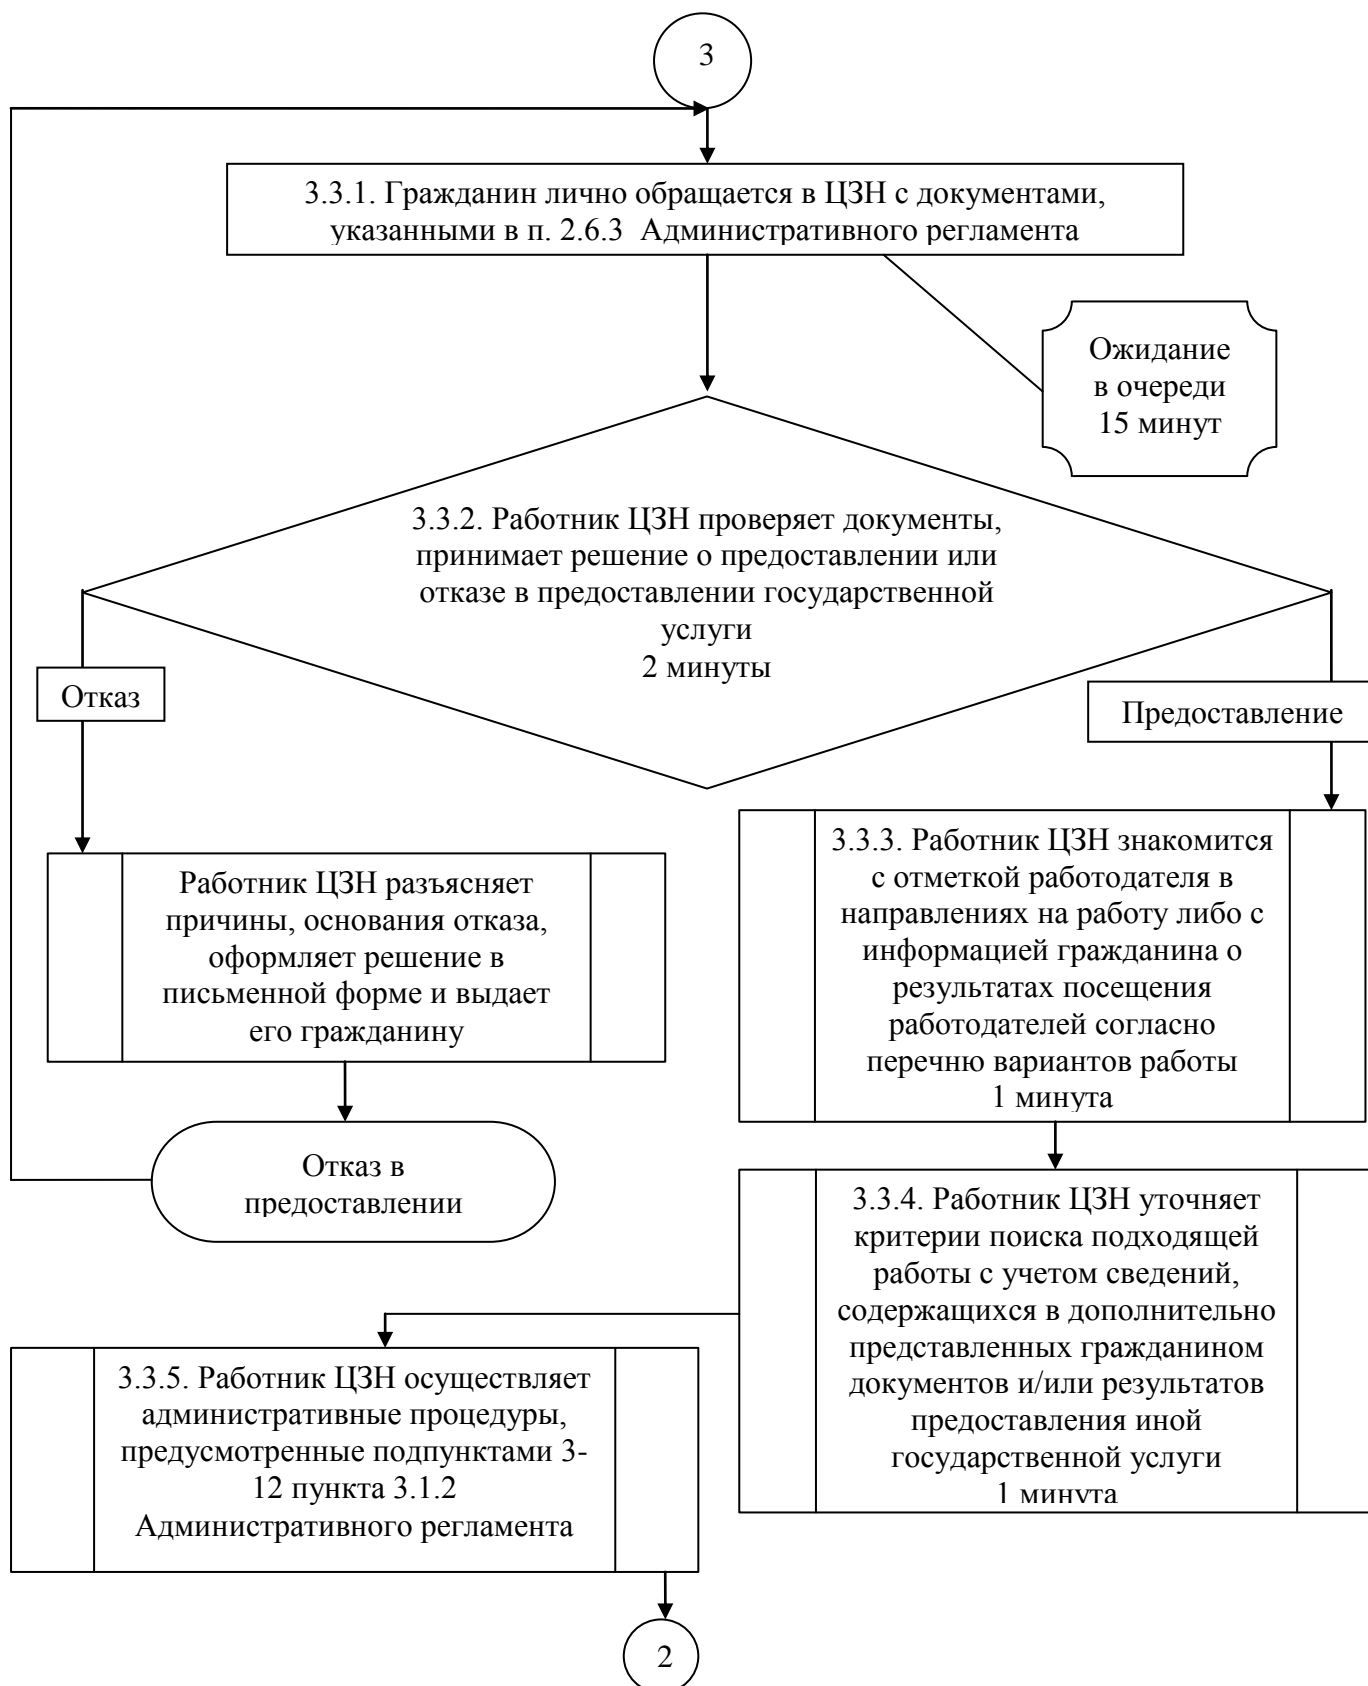 3
3.3.1. Гражданин лично обращается в ЦЗН с документами,
указанными в п. 2.6.3 Административного регламента
Ожидание
в очереди
15 минут
3.3.2. Работник ЦЗН проверяет документы,
принимает решение о предоставлении или
отказе в предоставлении государственной
услуги
2 минуты
Отказ
Предоставление
Работник ЦЗН разъясняет
причины, основания отказа,
оформляет решение в
письменной форме и выдает
его гражданину
3.3.3. Работник ЦЗН знакомится
с отметкой работодателя в
направлениях на работу либо с
информацией гражданина о
результатах посещения
работодателей согласно
перечню вариантов работы
1 минута
Отказ в
предоставлении
3.3.4. Работник ЦЗН уточняет
критерии поиска подходящей
работы с учетом сведений,
содержащихся в дополнительно
представленных гражданином
документов и/или результатов
предоставления иной
государственной услуги
1 минута
3.3.5. Работник ЦЗН осуществляет
административные процедуры,
предусмотренные подпунктами 3-
12 пункта 3.1.2
Административного регламента
2